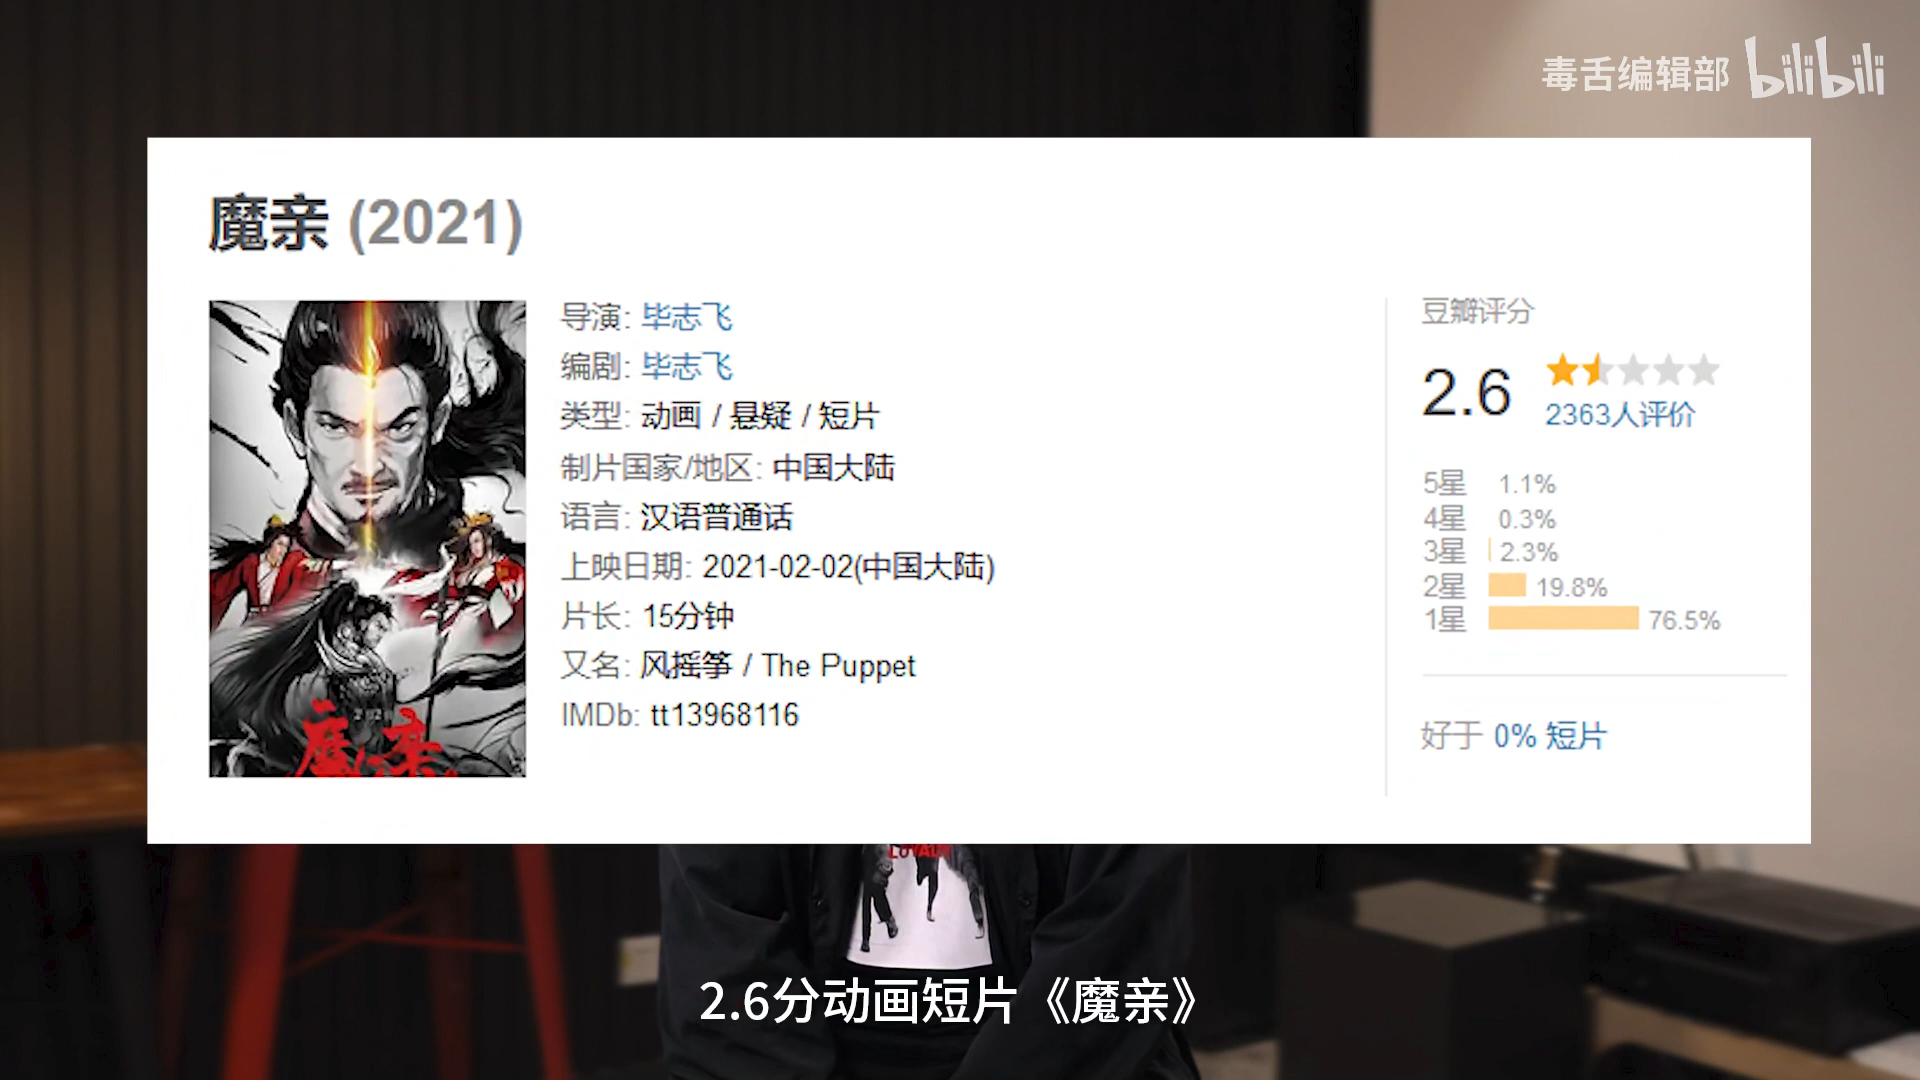 毒舌编辑部 bilibili
魔亲 (2021)
导演: 毕志飞
编剧: 毕志飞
类型: 动画 / 悬疑 / 短片
制片国家/地区: 中国大陆
语言: 汉语普通话
上映日期: 2021-02-02(中国大陆)
片长: 15分钟
又名: 风摇筝 / The Puppet
IMDb: tt13968116
魔亲
豆瓣评分
2.6
2363人评价
5星 1.1%
4星 0.3%
3星 2.3%
2星 19.8%
1星 76.5%
好于 0% 短片
LOYALTY
2.6分动画短片《魔亲》